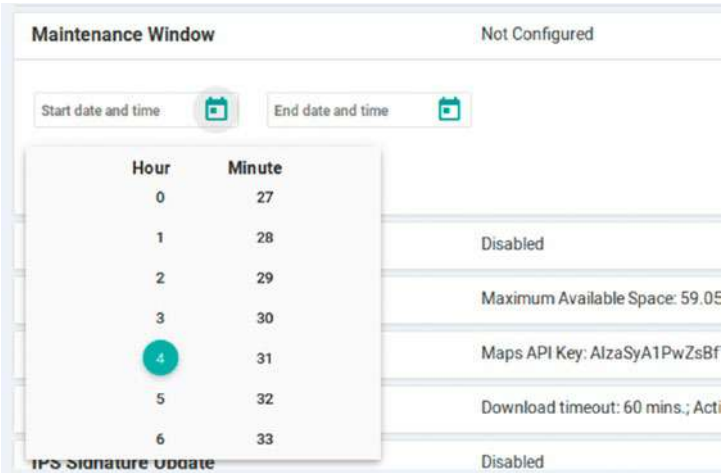 Maintenance Window Not Configured
Start date and time End date and time
Hour Minute
0 27
1 28
2 29
3 30
4 31
5 32
6 33
Disabled
Maximum Available Space: 59.05
Maps API Key: AIzaSyA1PwZsBf
Download timeout: 60 mins.; Acti
IPS Signature Update Disabled